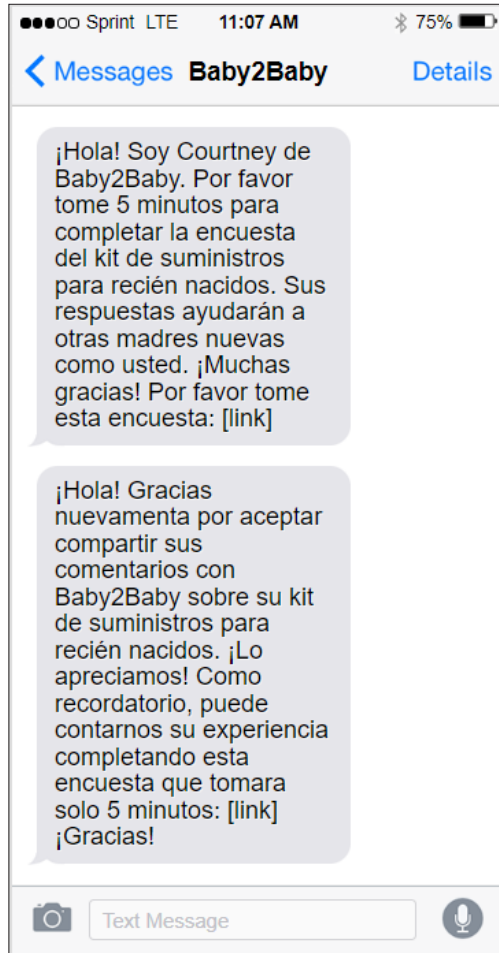 Sprint LTE 11:07 AM 75%
Messages Baby2Baby Details
¡Hola! Soy Courtney de
Baby2Baby. Por favor
tome 5 minutos para
completar la encuesta
del kit de suministros
para recién nacidos. Sus
respuestas ayudarán a
otras madres nuevas
como usted. ¡Muchas
gracias! Por favor tome
esta encuesta: [link]
¡Hola! Gracias
nuevamenta por aceptar
compartir sus
comentarios con
Baby2Baby sobre su kit
de suministros para
recién nacidos. ¡Lo
apreciamos! Como
recordatorio, puede
contarnos su experiencia
completando esta
encuesta que tomara
solo 5 minutos: [link]
¡Gracias!
Text Message